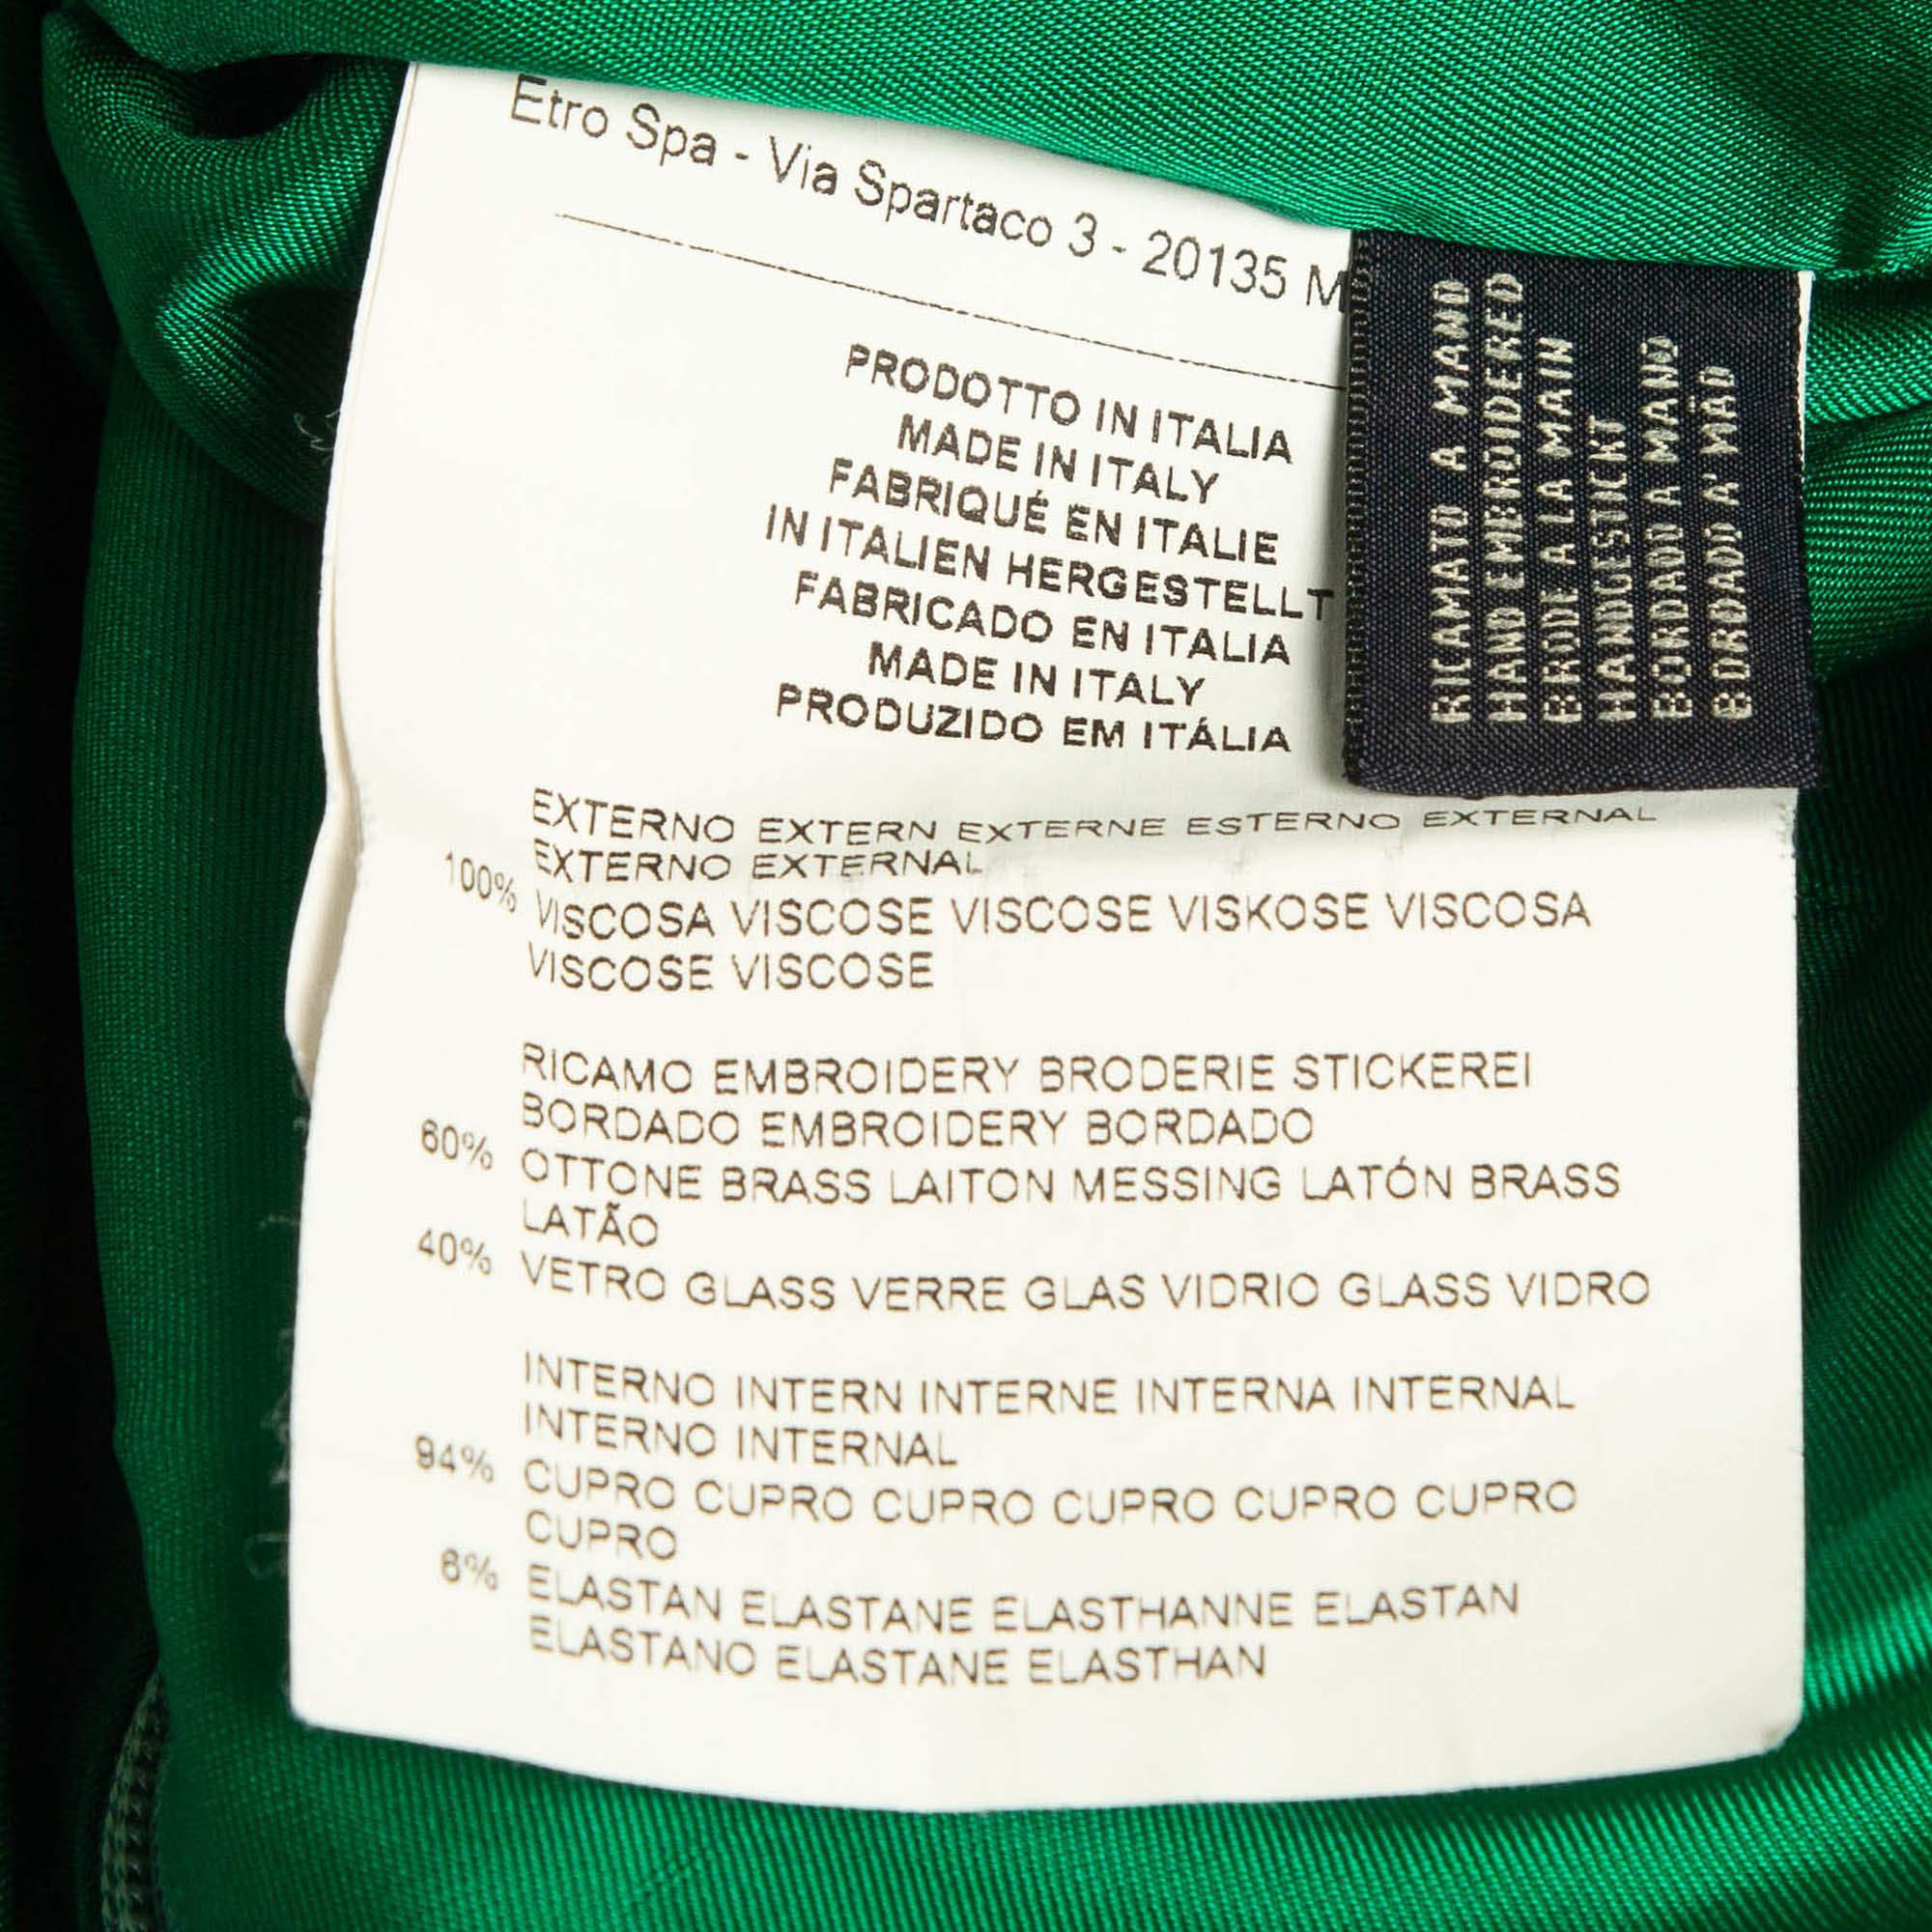 Etro Spa - Via Spartaco 3 - 20135 M
PRODOTTO IN ITALIA
MADE IN ITALY
FABRIQUÉ EN ITALIE
IN ITALIEN HERGESTELLT
FABRICADO EN ITALIA
MADE IN ITALY
PRODUZIDO EM ITÁLIA
EXTERNO EXTERN EXTERNE ESTERNO EXTERNAL
EXTERNO EXTERNAL
100% VISCOSA VISCOSE VISCOSE VISKOSE VISCOSA
VISCOSE VISCOSE
RICAMO EMBROIDERY BRODERIE STICKEREI
BORDADO EMBROIDERY BORDADO
60% OTTONE BRASS LAITON MESSING LATÓN BRASS
LATÃO
40% VETRO GLASS VERRE GLAS VIDRIO GLASS VIDRO
INTERNO INTERN INTERNE INTERNA INTERNAL
INTERNO INTERNAL
94% CUPRO CUPRO CUPRO CUPRO CUPRO CUPRO
CUPRO
6% ELASTAN ELASTANE ELASTHANNE ELASTAN
ELASTANO ELASTANE ELASTHAN
RICAMATO A MANO
HAND EMBROIDERED
BRODE A LA MAIN
HANDGESTICKT
BORDADO A MANO
BORDADO A' MÃO